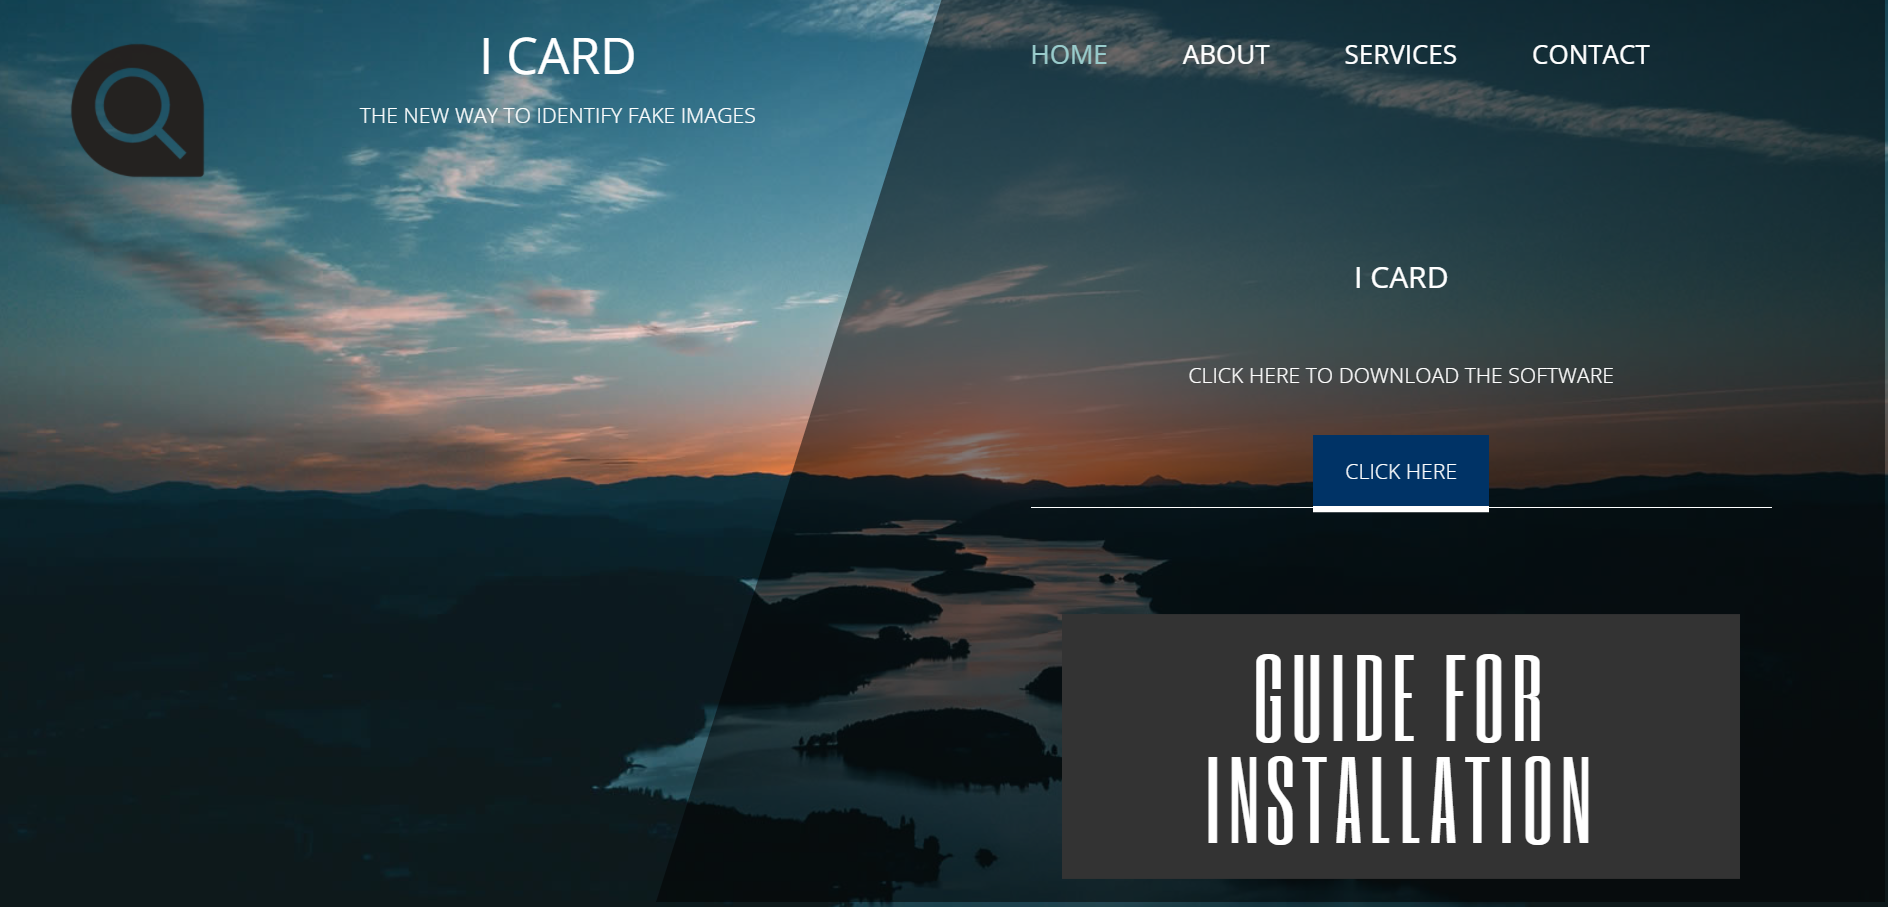 I CARD
THE NEW WAY TO IDENTIFY FAKE IMAGES
HOME ABOUT SERVICES CONTACT
I CARD
CLICK HERE TO DOWNLOAD THE SOFTWARE
CLICK HERE
GUIDE FOR
INSTALLATION